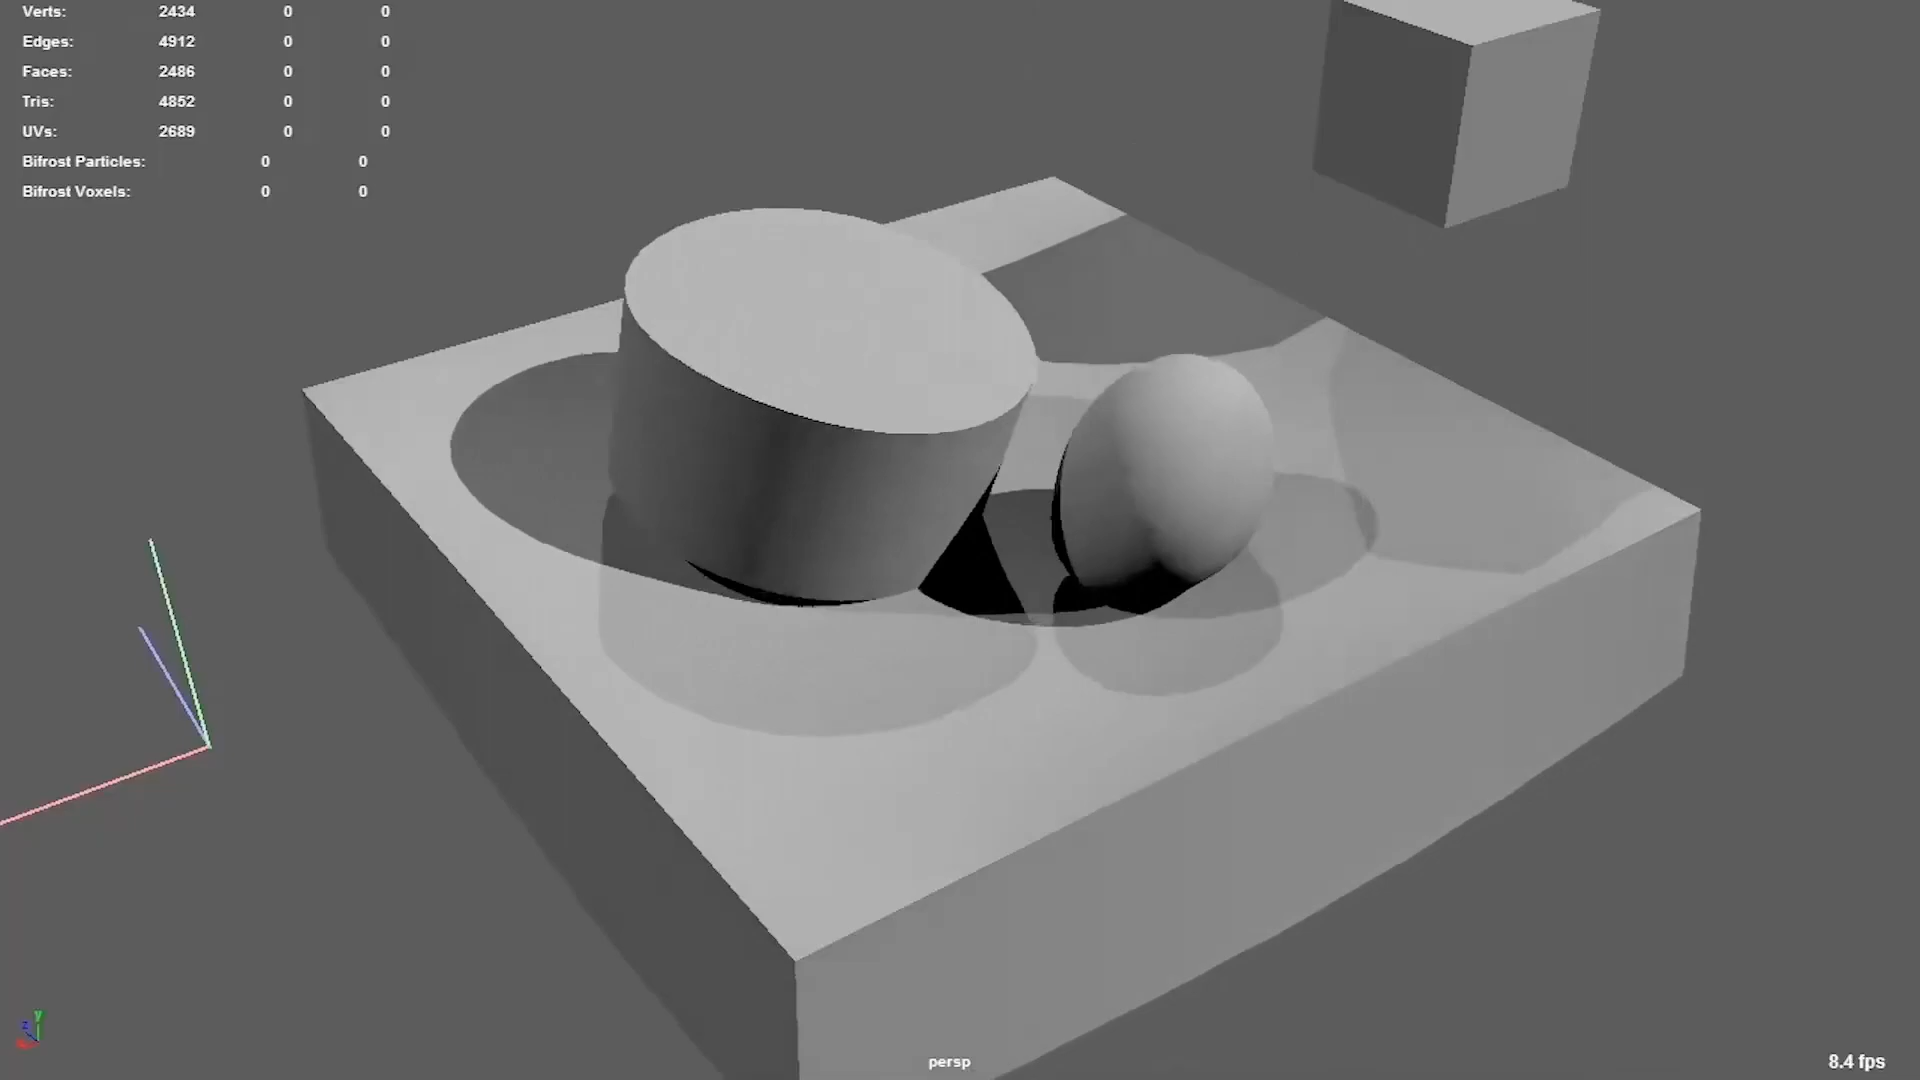 Verts: 2434 0 0
Edges: 4912 0 0
Faces: 2486 0 0
Tris: 4852 0 0
UVs: 2689 0 0
Bifrost Particles: 0 0
Bifrost Voxels: 0 0
y
z
persp
8.4 fps